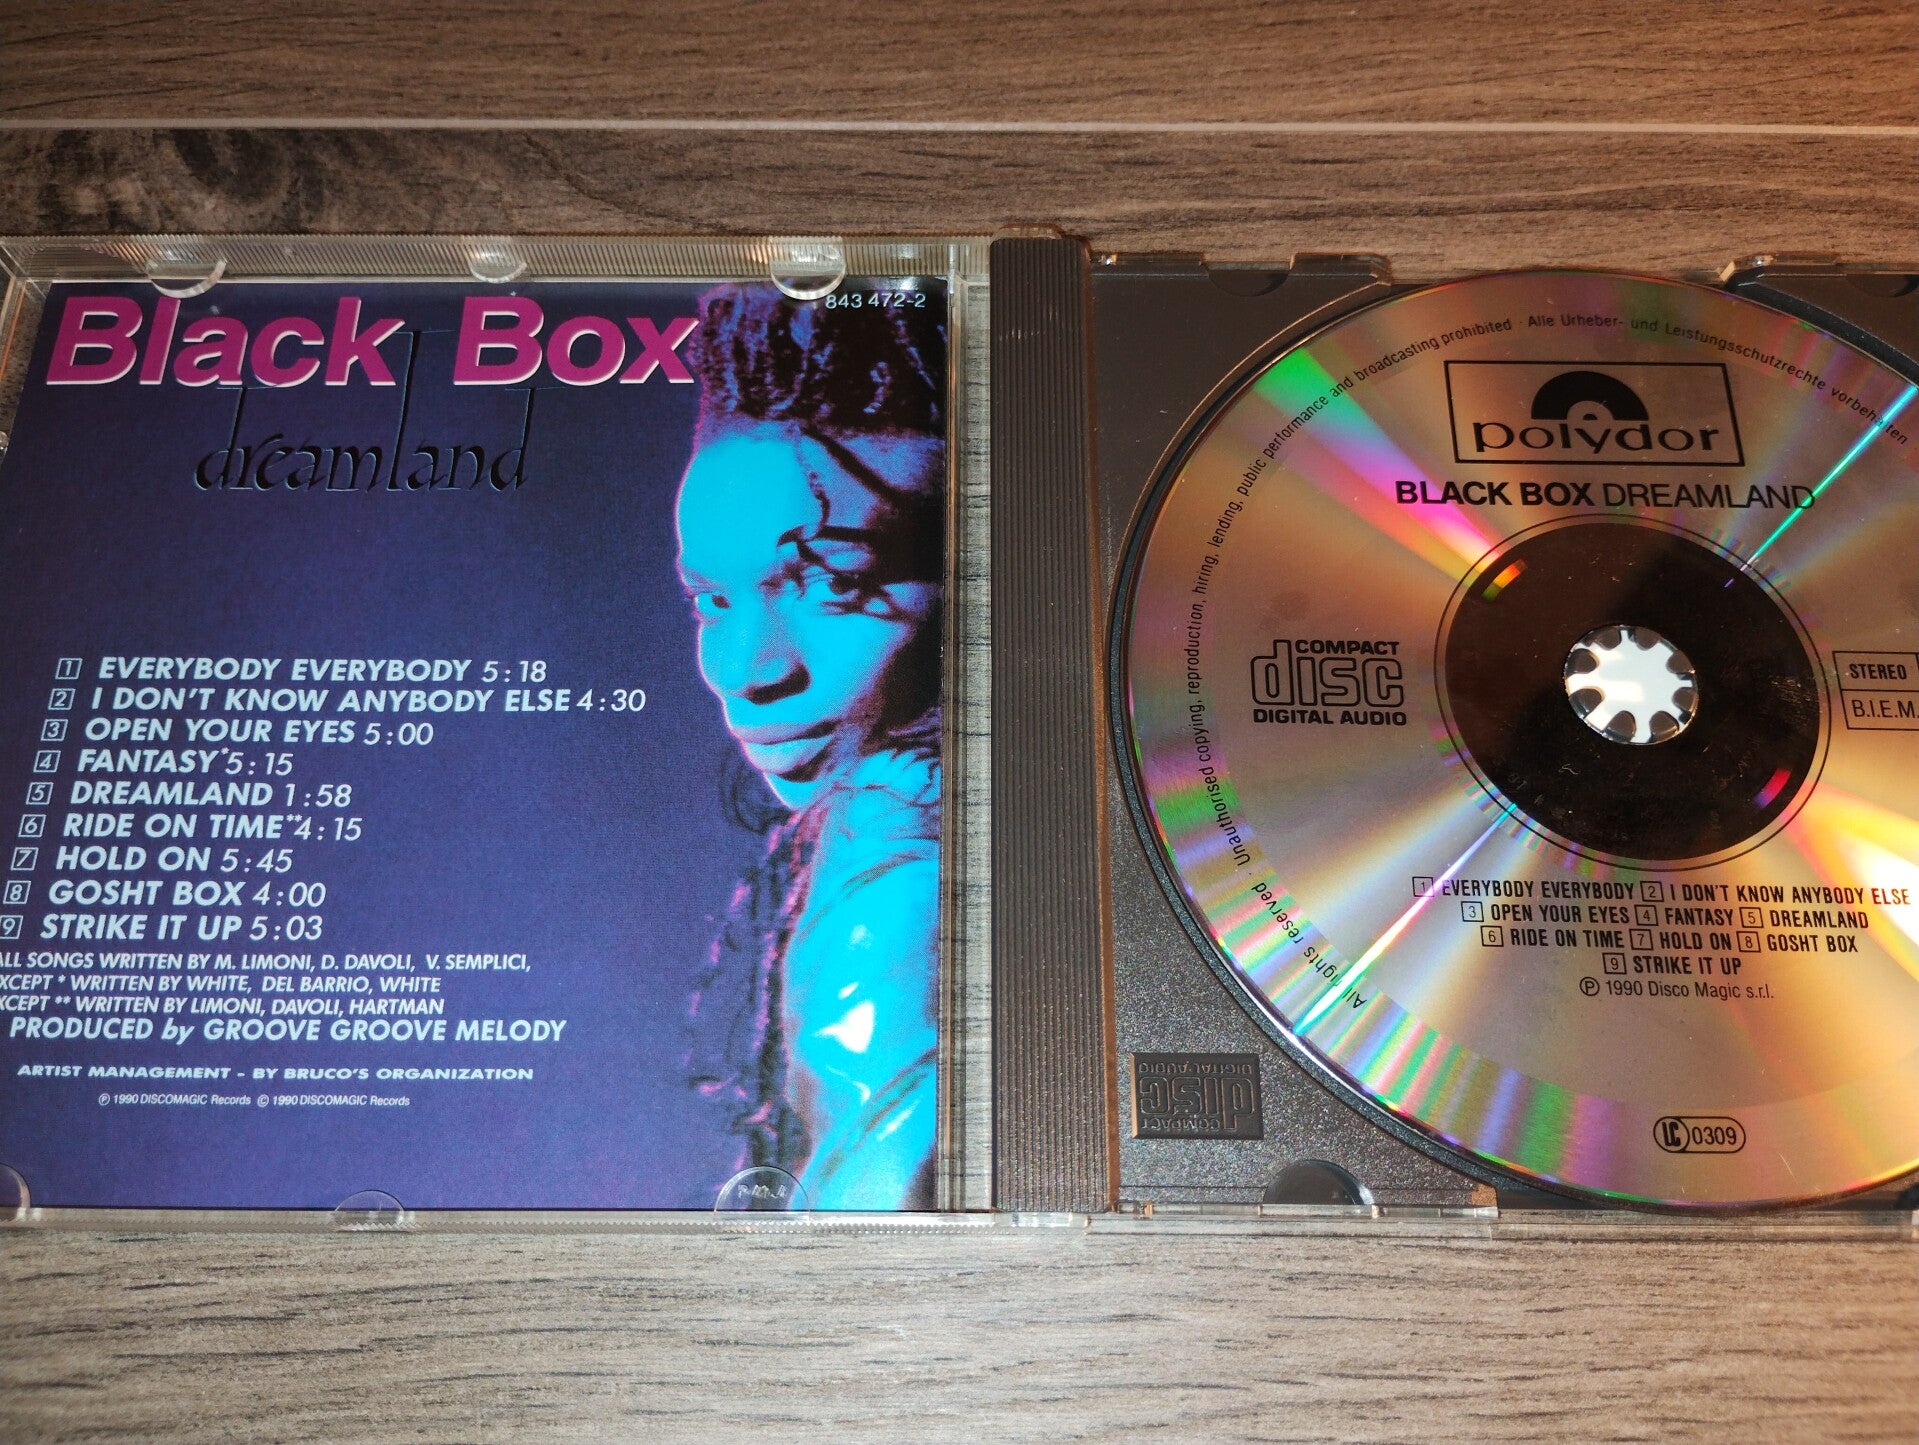 Black Box
843 472-2
dreamland
1 EVERYBODY EVERYBODY 5:18
2 I DON'T KNOW ANYBODY ELSE 4:30
3 OPEN YOUR EYES 5:00
4 FANTASY* 5:15
5 DREAMLAND 1:58
6 RIDE ON TIME** 4:15
7 HOLD ON 5:45
8 GOSHT BOX 4:00
9 STRIKE IT UP 5:03
ALL SONGS WRITTEN BY M. LIMONI, D. DAVOLI, V. SEMPLICI,
XCEPT * WRITTEN BY WHITE, DEL BARRIO, WHITE
XCEPT ** WRITTEN BY LIMONI, DAVOLI, HARTMAN
PRODUCED by GROOVE GROOVE MELODY
ARTIST MANAGEMENT - BY BRUCO'S ORGANIZATION
℗ 1990 DISCOMAGIC Records © 1990 DISCOMAGIC Records
All rights reserved · Unauthorised copying, reproduction, hiring, lending, public performance and broadcasting prohibited · Alle Urheber- und Leistungsschutzrechte vorbehalten
polydor
BLACK BOX DREAMLAND
COMPACT
disc
DIGITAL AUDIO
STEREO
B.I.E.M.
1 EVERYBODY EVERYBODY 2 I DON'T KNOW ANYBODY ELSE
3 OPEN YOUR EYES 4 FANTASY 5 DREAMLAND
6 RIDE ON TIME 7 HOLD ON 8 GOSHT BOX
9 STRIKE IT UP
℗ 1990 Disco Magic s.r.l.
LC 0309
COMPACT
disc
DIGITAL AUDIO